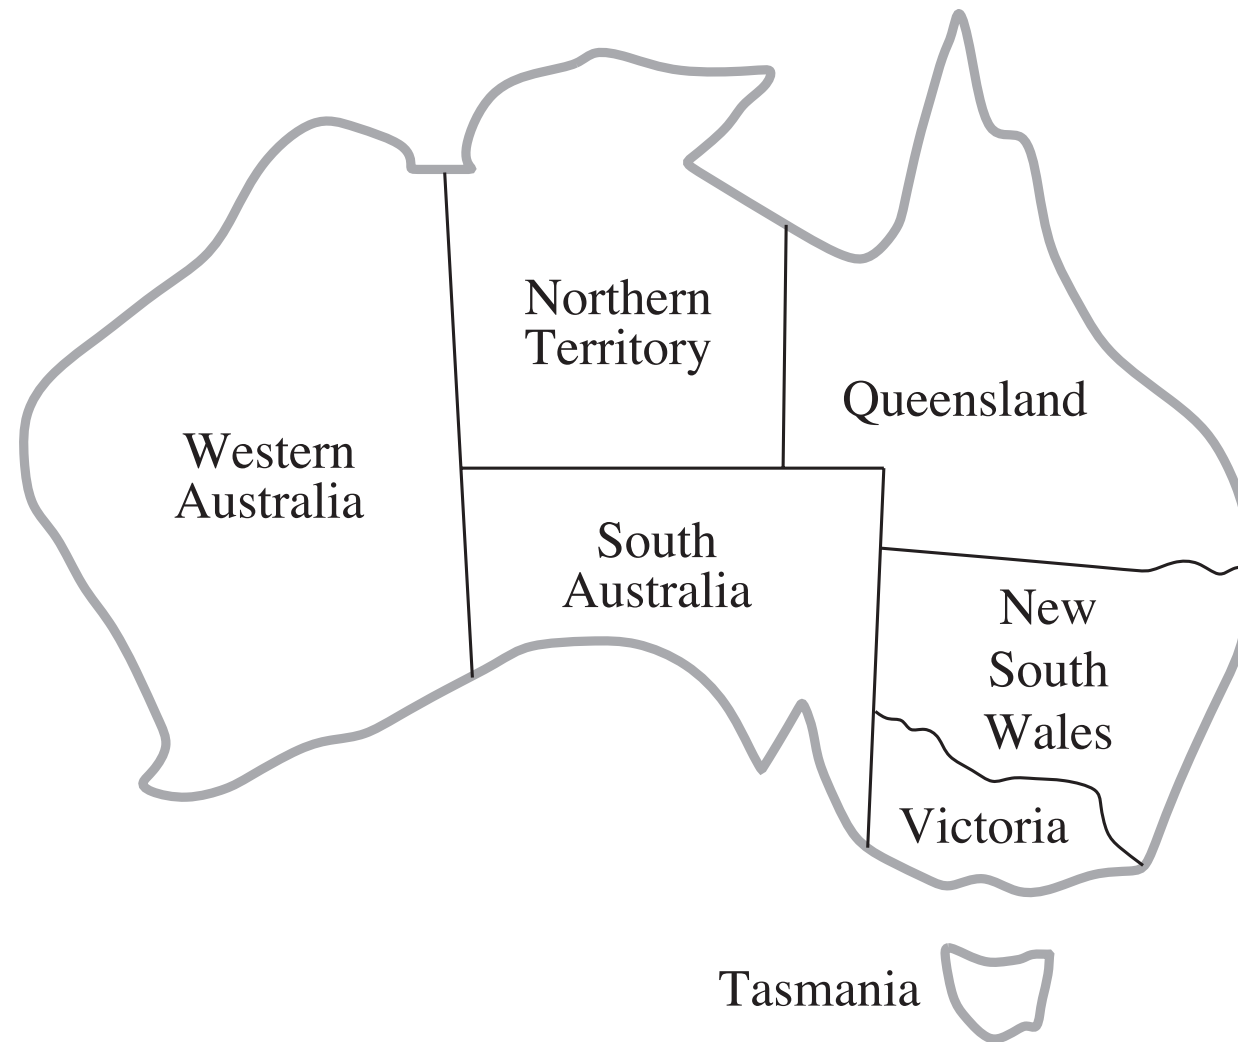 Northern
Territory
Queensland
Western
Australia
South
Australia
New
South
Wales
Victoria
Tasmania